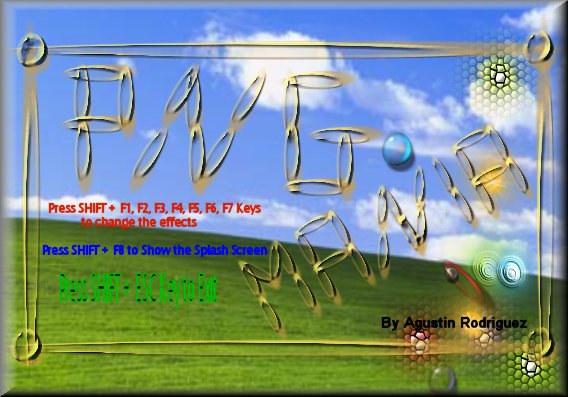 PNG
MANIA
Press SHIFT + F1, F2, F3, F4, F5, F6, F7 Keys
to change the effects
Press SHIFT + F8 to Show the Splash Screen
Press SHIFT + ESC Key to Exit
By Agustin Rodriguez